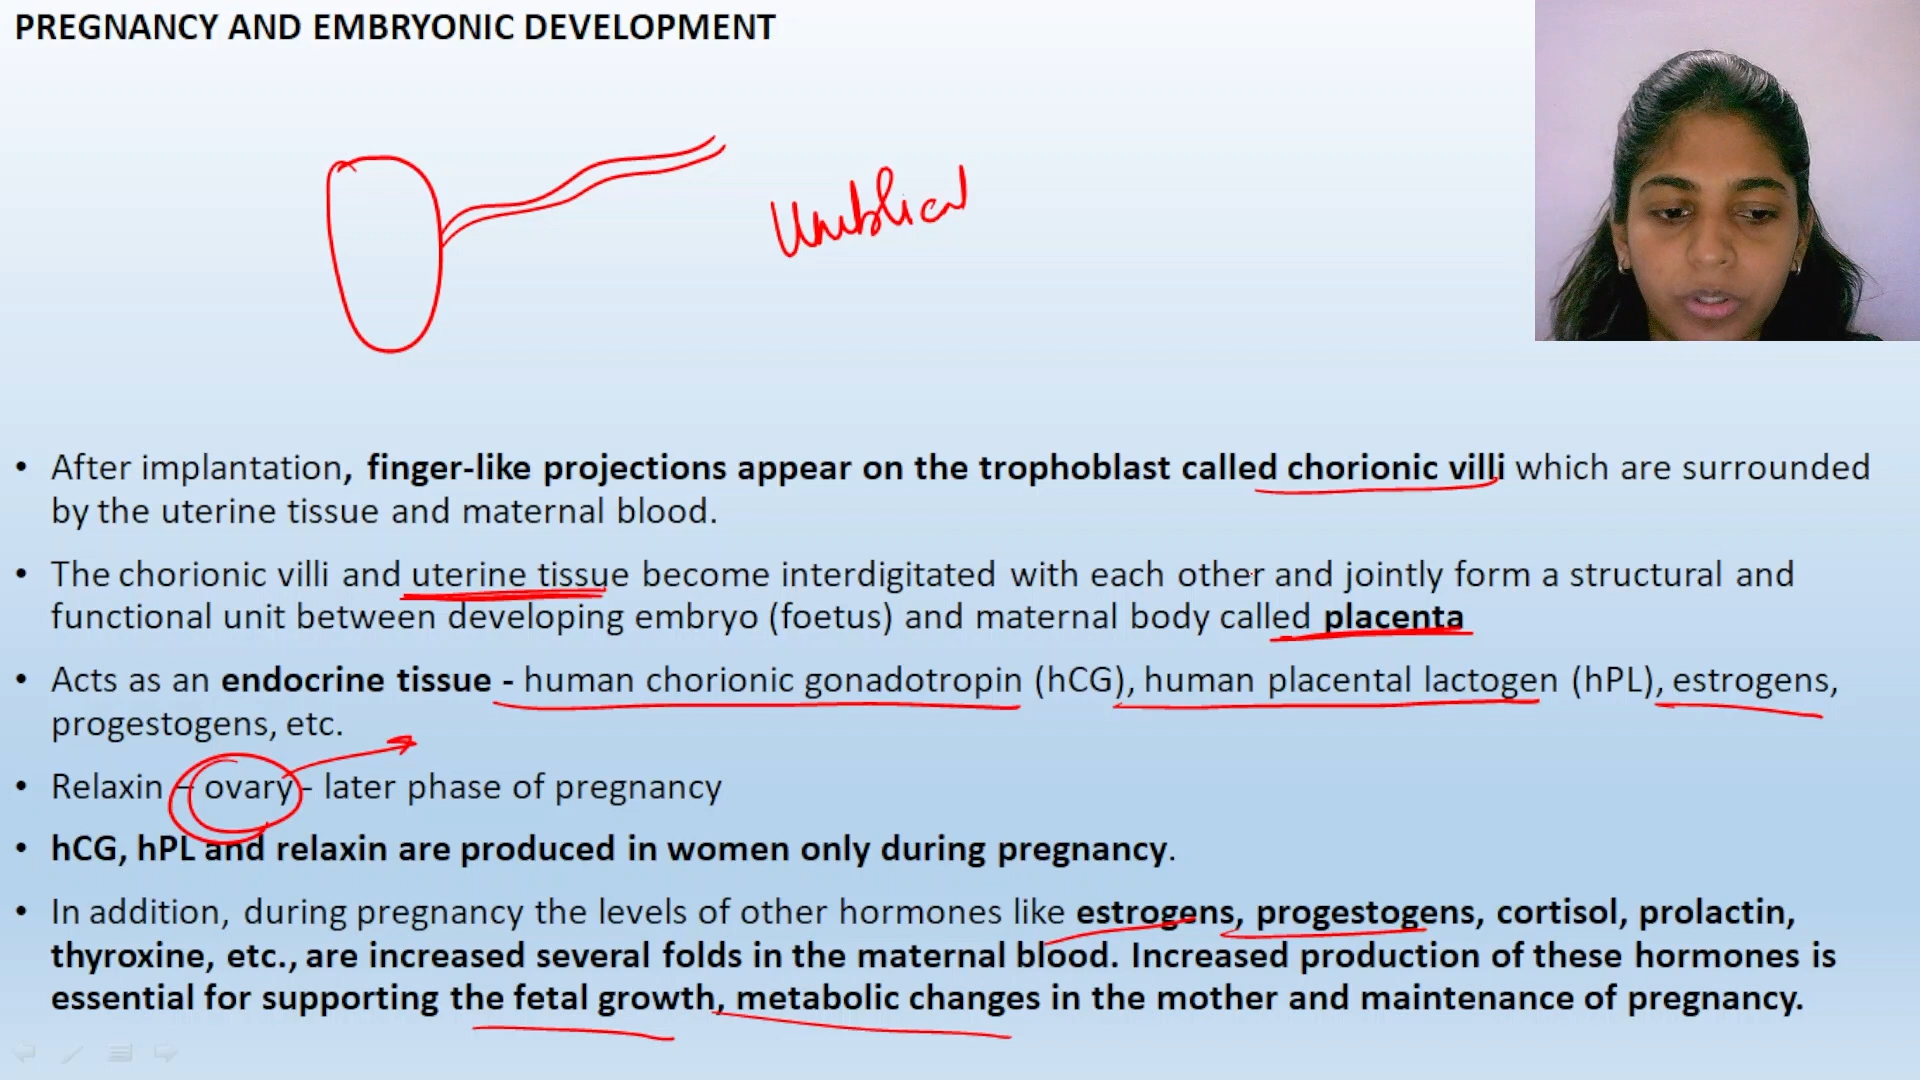 PREGNANCY AND EMBRYONIC DEVELOPMENT
Umblical
• After implantation, finger-like projections appear on the trophoblast called chorionic villi which are surrounded
by the uterine tissue and maternal blood.
• The chorionic villi and uterine tissue become interdigitated with each other and jointly form a structural and
functional unit between developing embryo (foetus) and maternal body called placenta
• Acts as an endocrine tissue - human chorionic gonadotropin (hCG), human placental lactogen (hPL), estrogens,
progestogens, etc.
• Relaxin – ovary - later phase of pregnancy
• hCG, hPL and relaxin are produced in women only during pregnancy.
• In addition, during pregnancy the levels of other hormones like estrogens, progestogens, cortisol, prolactin,
thyroxine, etc., are increased several folds in the maternal blood. Increased production of these hormones is
essential for supporting the fetal growth, metabolic changes in the mother and maintenance of pregnancy.